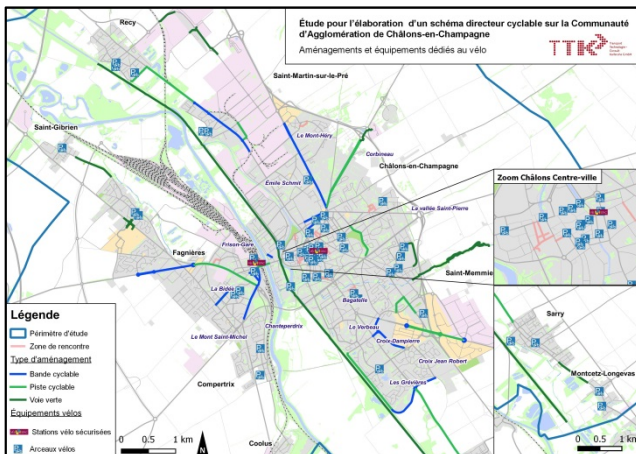 Étude pour l'élaboration d'un schéma directeur cyclable sur la Communauté
d'Agglomération de Châlons-en-Champagne
Aménagements et équipements dédiés au vélo
TTK
Recy
Saint-Martin-sur-le-Pré
Le Mont-Héry
Corbineau
Saint-Gibrien
Châlons-en-Champagne
Zoom Châlons Centre-ville
Emile Schmit
La vallée Saint-Pierre
Frison-Gare
Fagnières
Saint-Memmie
La Bidée
Bagatelle
Le Verbeau
Légende
Périmètre d'étude
Zone de rencontre
Type d'aménagement
Bande cyclable
Piste cyclable
Voie verte
Équipements vélos
Stations vélo sécurisées
Arceaux vélos
Chanteperdrix
Le Mont Saint-Michel
Croix-Dampierre
Croix Jean Robert
Sarry
Montcetz-Longevas
Compertrix
Les Grévières
Coolus
0 0.5 1 km
N
0 0.5 1 km